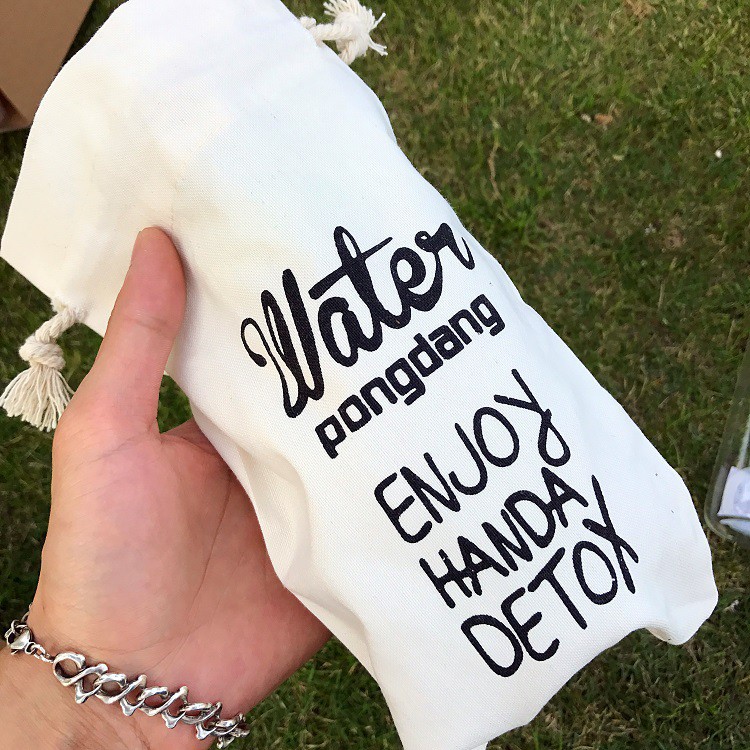 Water
pongdang
ENJOY
HANDA
DETOX